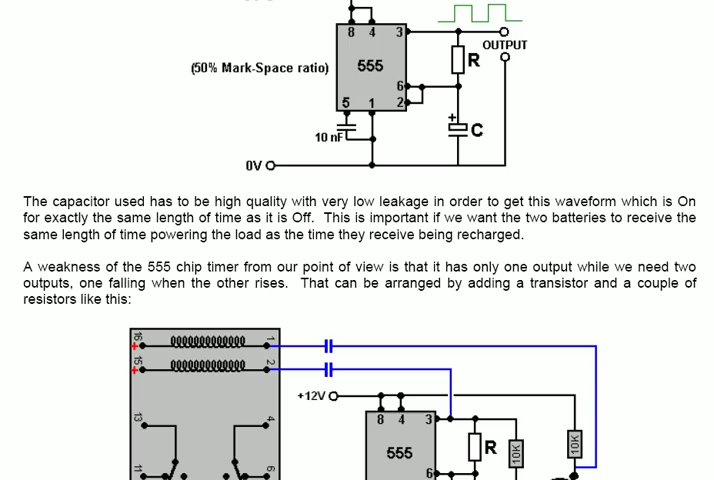 8 4 3
OUTPUT
(50% Mark-Space ratio)
555
R
6
5 1 2
+
C
10 nF
0V
The capacitor used has to be high quality with very low leakage in order to get this waveform which is On
for exactly the same length of time as it is Off. This is important if we want the two batteries to receive the
same length of time powering the load as the time they receive being recharged.
A weakness of the 555 chip timer from our point of view is that it has only one output while we need two
outputs, one falling when the other rises. That can be arranged by adding a transistor and a couple of
resistors like this:
16 1
+
15 2
+
+12V
13 4
8 4 3
555
R
10K
10K
11 6
6